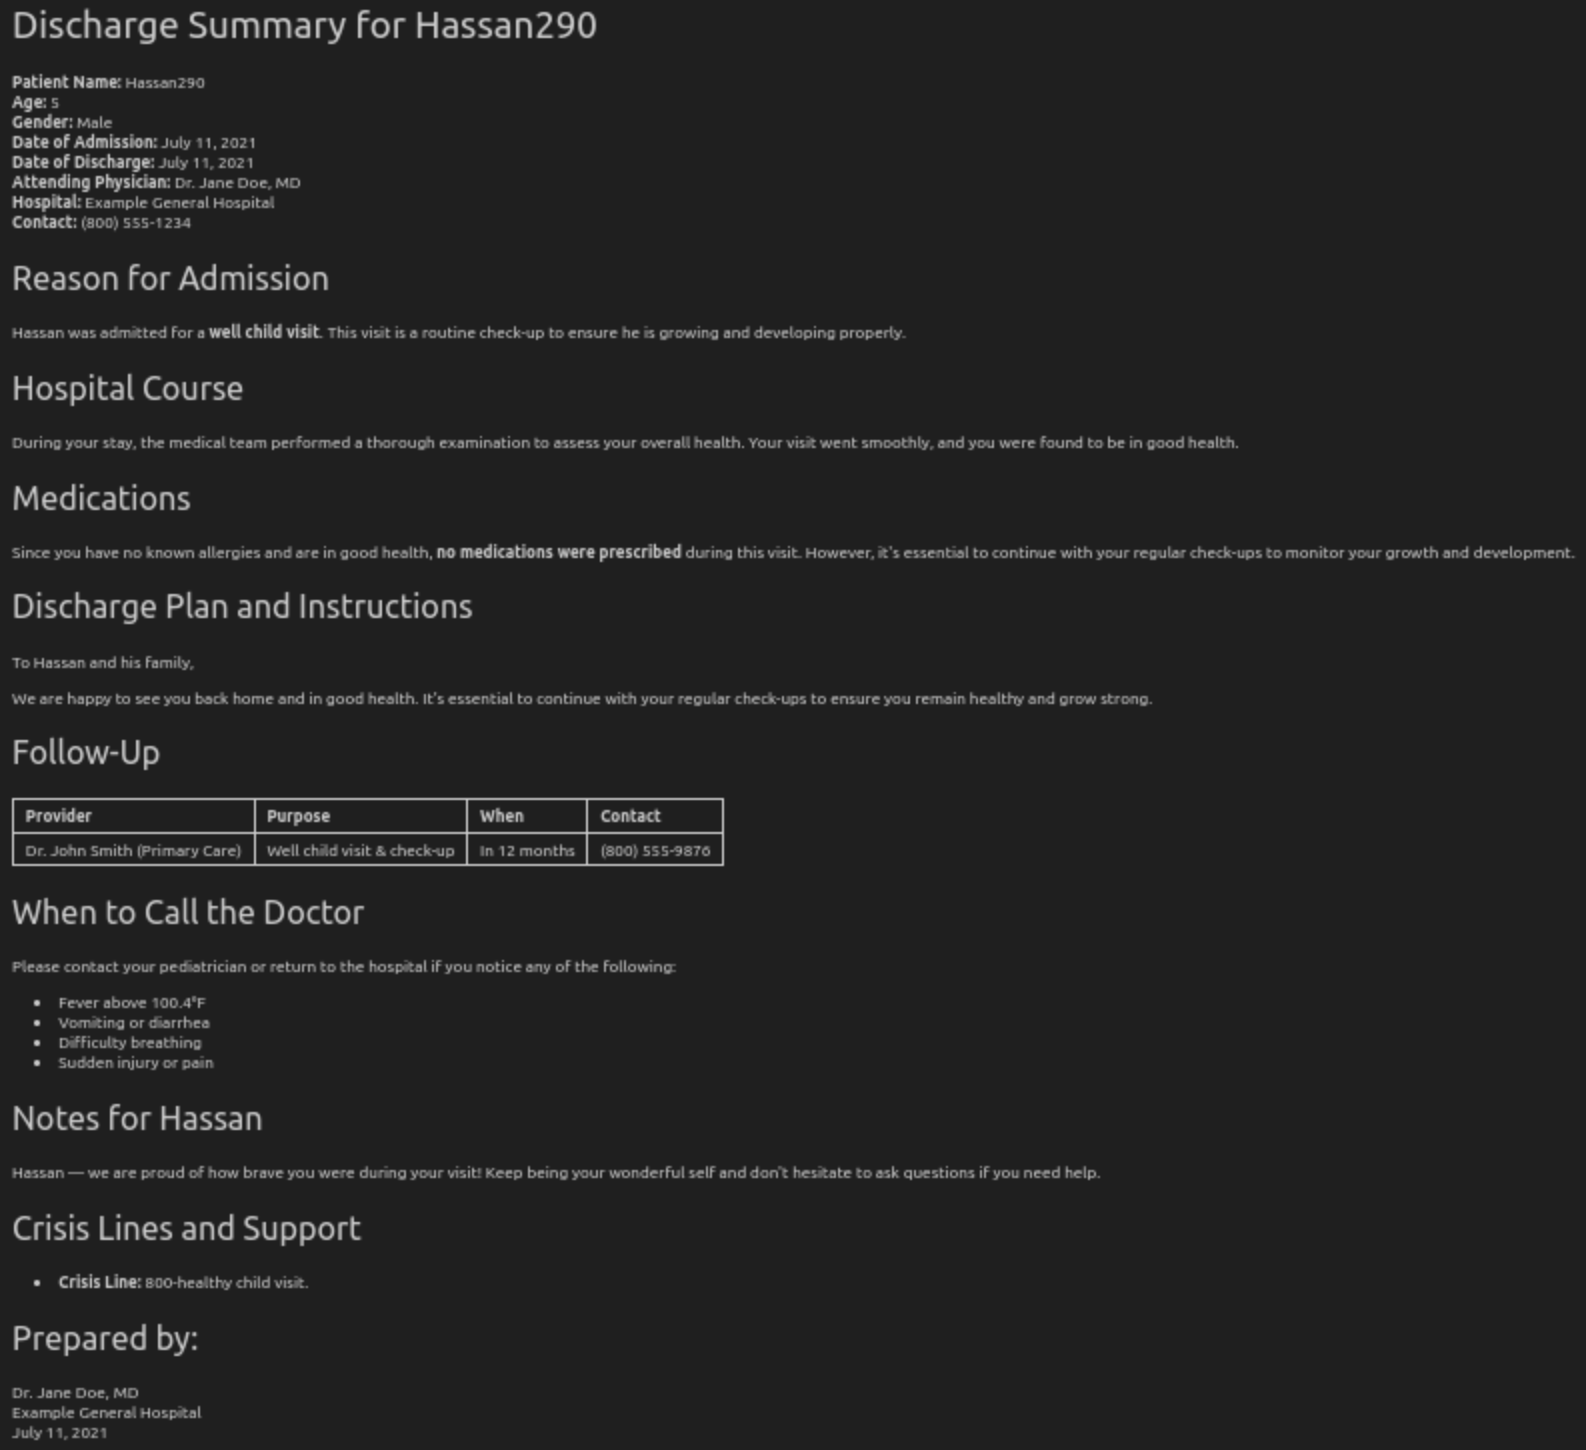 Discharge Summary for Hassan290
Patient Name: Hassan290
Age: 5
Gender: Male
Date of Admission: July 11, 2021
Date of Discharge: July 11, 2021
Attending Physician: Dr. Jane Doe, MD
Hospital: Example General Hospital
Contact: (800) 555-1234
Reason for Admission
Hassan was admitted for a well child visit. This visit is a routine check-up to ensure he is growing and developing properly.
Hospital Course
During your stay, the medical team performed a thorough examination to assess your overall health. Your visit went smoothly, and you were found to be in good health.
Medications
Since you have no known allergies and are in good health, no medications were prescribed during this visit. However, it's essential to continue with your regular check-ups to monitor your growth and development.
Discharge Plan and Instructions
To Hassan and his family,
We are happy to see you back home and in good health. It's essential to continue with your regular check-ups to ensure you remain healthy and grow strong.
Follow-Up
Provider Purpose When Contact
Dr. John Smith (Primary Care) Well child visit & check-up In 12 months (800) 555-9876
When to Call the Doctor
Please contact your pediatrician or return to the hospital if you notice any of the following:
• Fever above 100.4°F
• Vomiting or diarrhea
• Difficulty breathing
• Sudden injury or pain
Notes for Hassan
Hassan — we are proud of how brave you were during your visit! Keep being your wonderful self and don't hesitate to ask questions if you need help.
Crisis Lines and Support
• Crisis Line: 800-healthy child visit.
Prepared by:
Dr. Jane Doe, MD
Example General Hospital
July 11, 2021